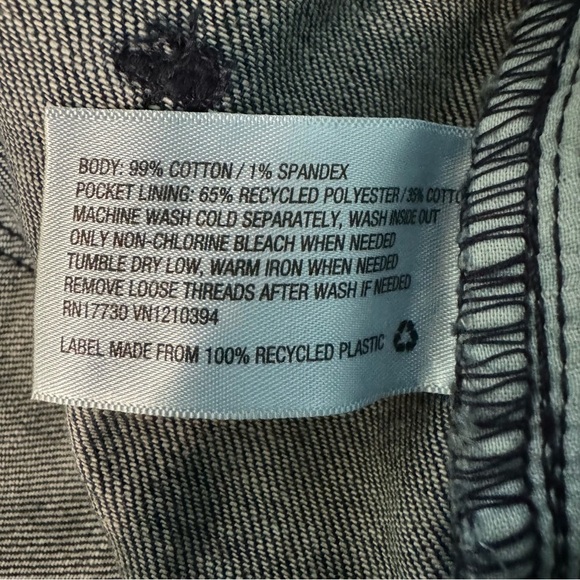 BODY: 99% COTTON / 1% SPANDEX
POCKET LINING: 65% RECYCLED POLYESTER / 35% COTTO
MACHINE WASH COLD SEPARATELY, WASH INSIDE OUT
ONLY NON-CHLORINE BLEACH WHEN NEEDED
TUMBLE DRY LOW, WARM IRON WHEN NEEDED
REMOVE LOOSE THREADS AFTER WASH IF NEEDED
RN17730 VN1210394
LABEL MADE FROM 100% RECYCLED PLASTIC